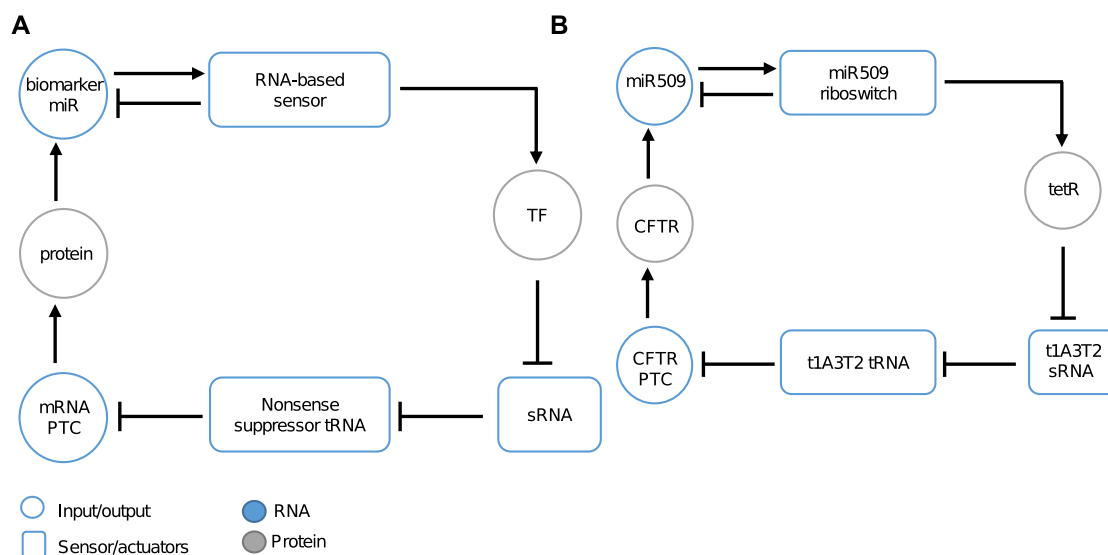 A
biomarker
miR
RNA-based
sensor
TF
protein
mRNA
PTC
Nonsense
suppressor tRNA
sRNA
Input/output
Sensor/actuators
RNA
Protein
B
miR509
miR509
riboswitch
tetR
CFTR
CFTR
PTC
t1A3T2 tRNA
t1A3T2
sRNA